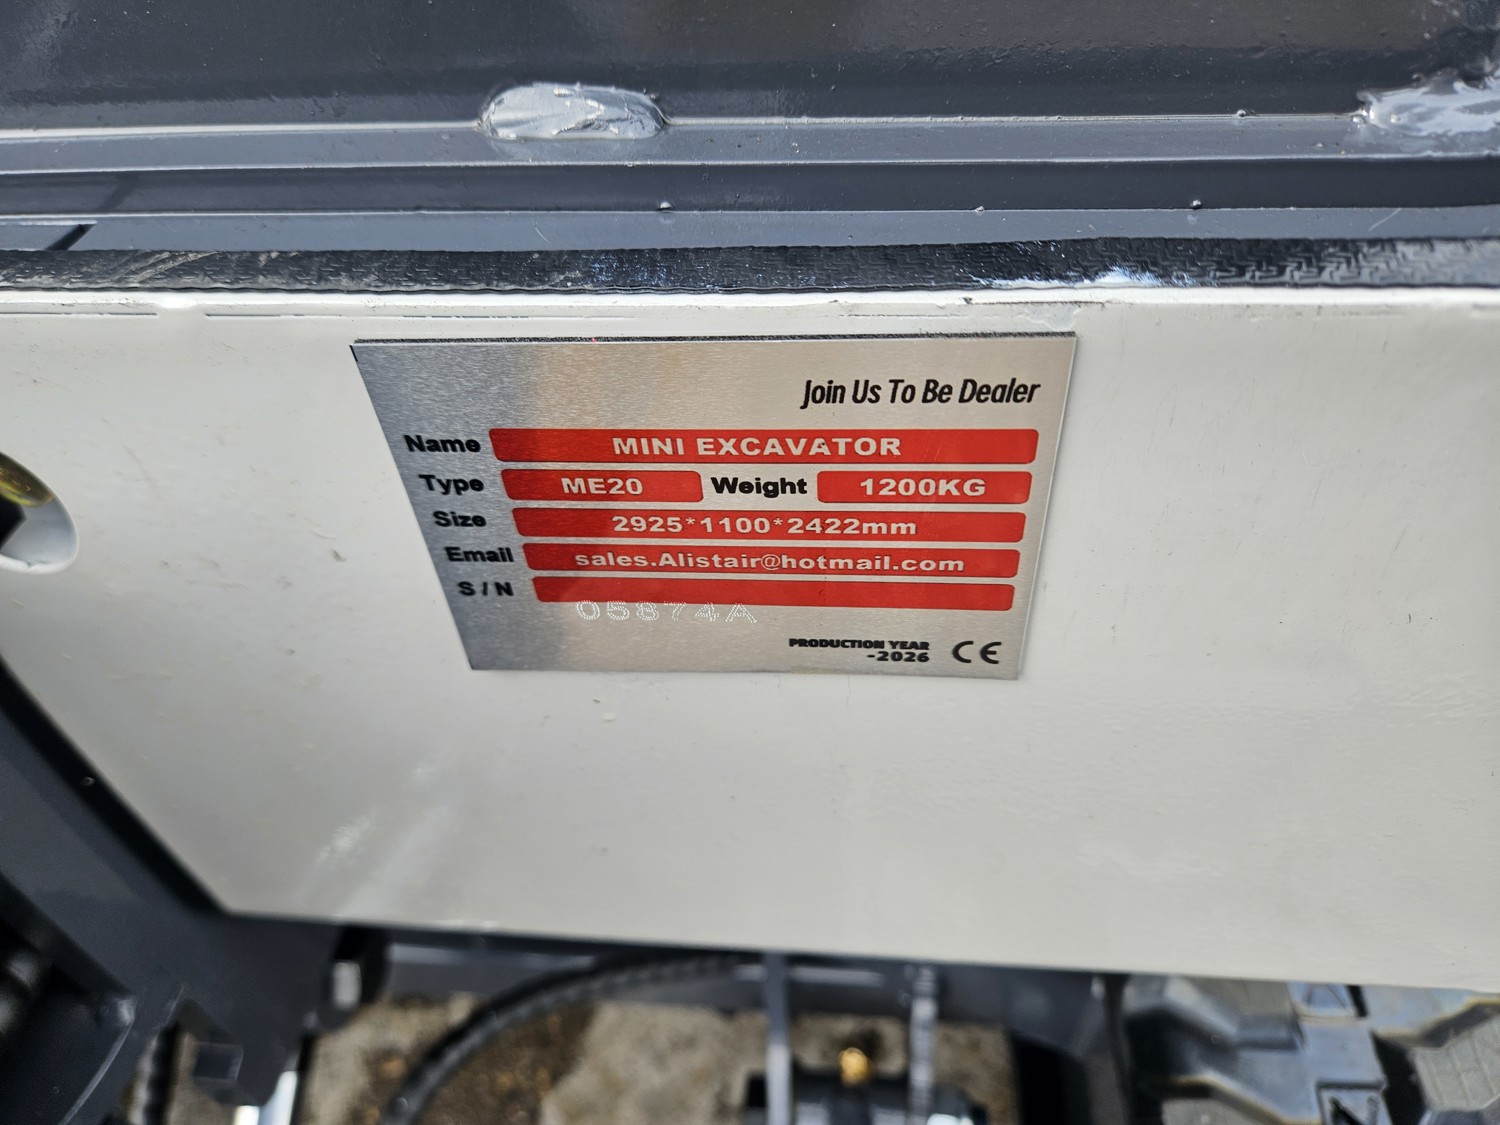 Join Us To Be Dealer
Name MINI EXCAVATOR
Type ME20 Weight 1200KG
Size 2925*1100*2422mm
Email sales.Alistair@hotmail.com
S / N
05874A
PRODUCTION YEAR
-2026 CE